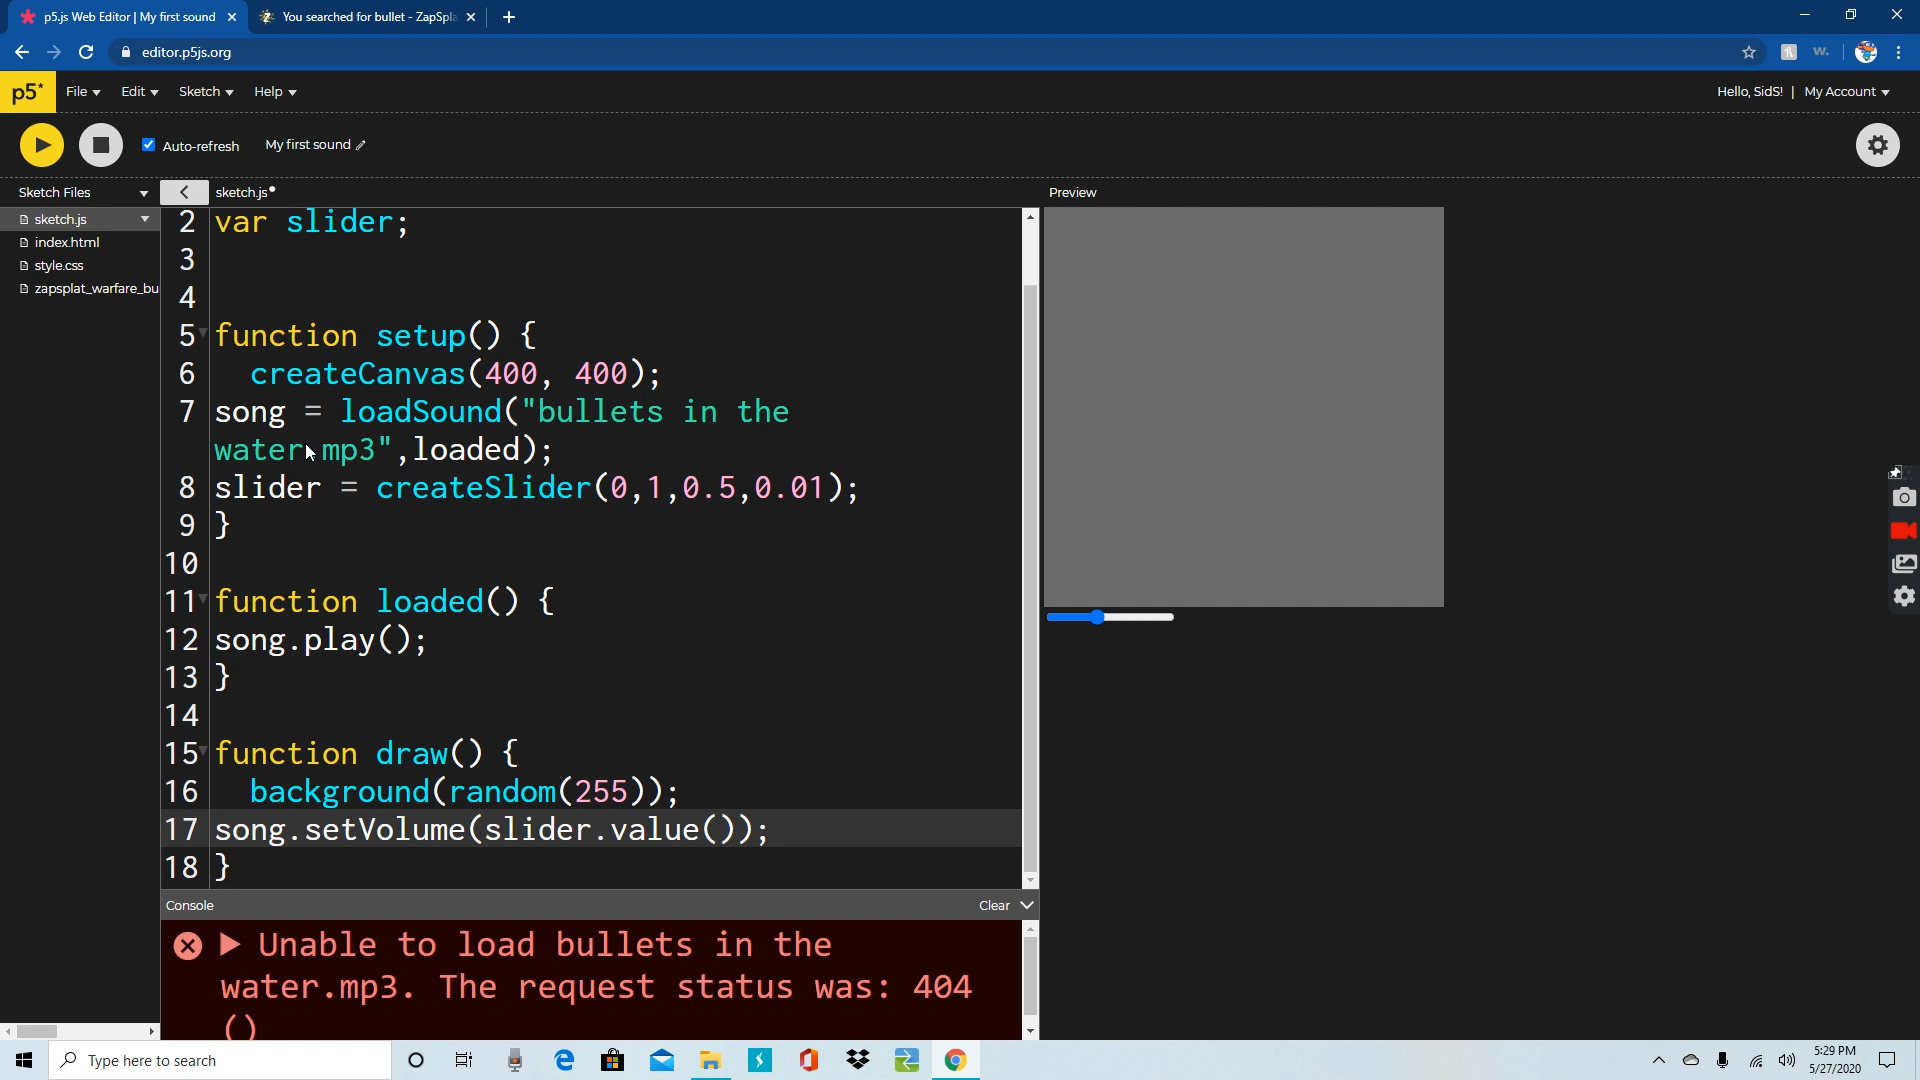 p5.js Web Editor | My first sound
You searched for bullet - ZapSpla
editor.p5js.org
p5* File Edit Sketch Help
Hello, SidS! | My Account
Auto-refresh My first sound
Sketch Files
sketch.js
Preview
sketch.js
index.html
style.css
zapsplat_warfare_bu
2 var slider;
3
4
5 function setup() {
6 createCanvas(400, 400);
7 song = loadSound("bullets in the
water.mp3",loaded);
8 slider = createSlider(0,1,0.5,0.01);
9 }
10
11 function loaded() {
12 song.play();
13 }
14
15 function draw() {
16 background(random(255));
17 song.setVolume(slider.value());
18 }
Console
Clear
Unable to load bullets in the
water.mp3. The request status was: 404
()
Type here to search
5:29 PM
5/27/2020